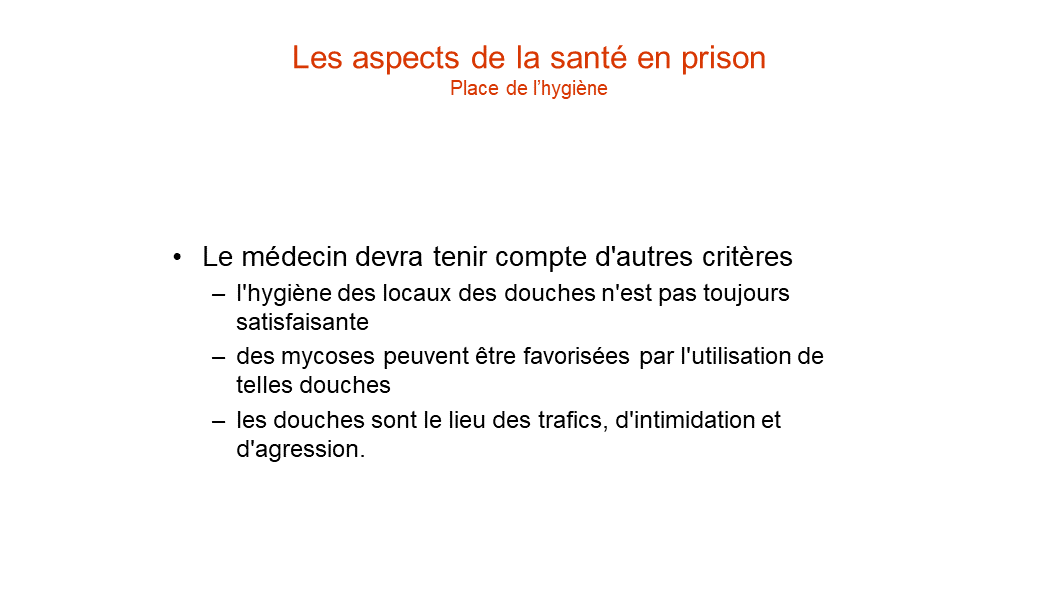 Les aspects de la santé en prison
Place de l’hygiène
• Le médecin devra tenir compte d'autres critères
– l'hygiène des locaux des douches n'est pas toujours
satisfaisante
– des mycoses peuvent être favorisées par l'utilisation de
telles douches
– les douches sont le lieu des trafics, d'intimidation et
d'agression.